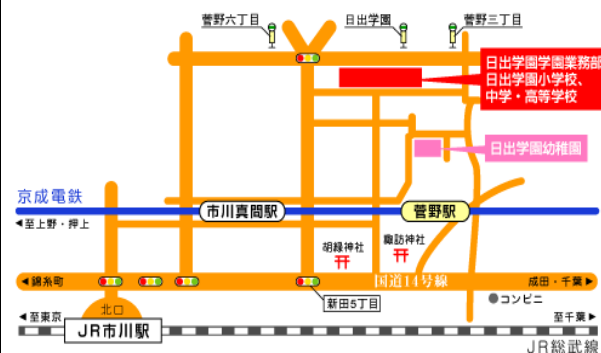 菅野六丁目
日出学園
菅野三丁目
日出学園学園業務部
日出学園小学校、
中学・高等学校
日出学園幼稚園
京成電鉄
市川真間駅
菅野駅
◀至上野・押上
胡録神社
諏訪神社
◀錦糸町
国道14号線
成田・千葉▶
新田5丁目
コンビニ
北口
◀至東京
JR市川駅
至千葉▶
JR総武線